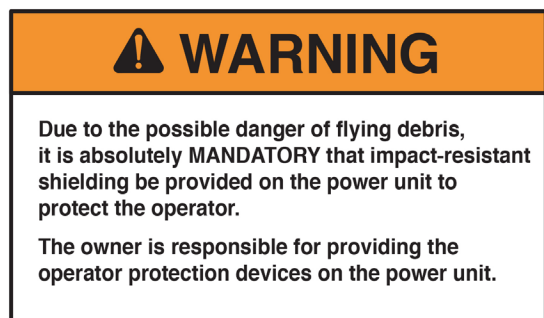 WARNING
Due to the possible danger of flying debris,
it is absolutely MANDATORY that impact-resistant
shielding be provided on the power unit to
protect the operator.
The owner is responsible for providing the
operator protection devices on the power unit.